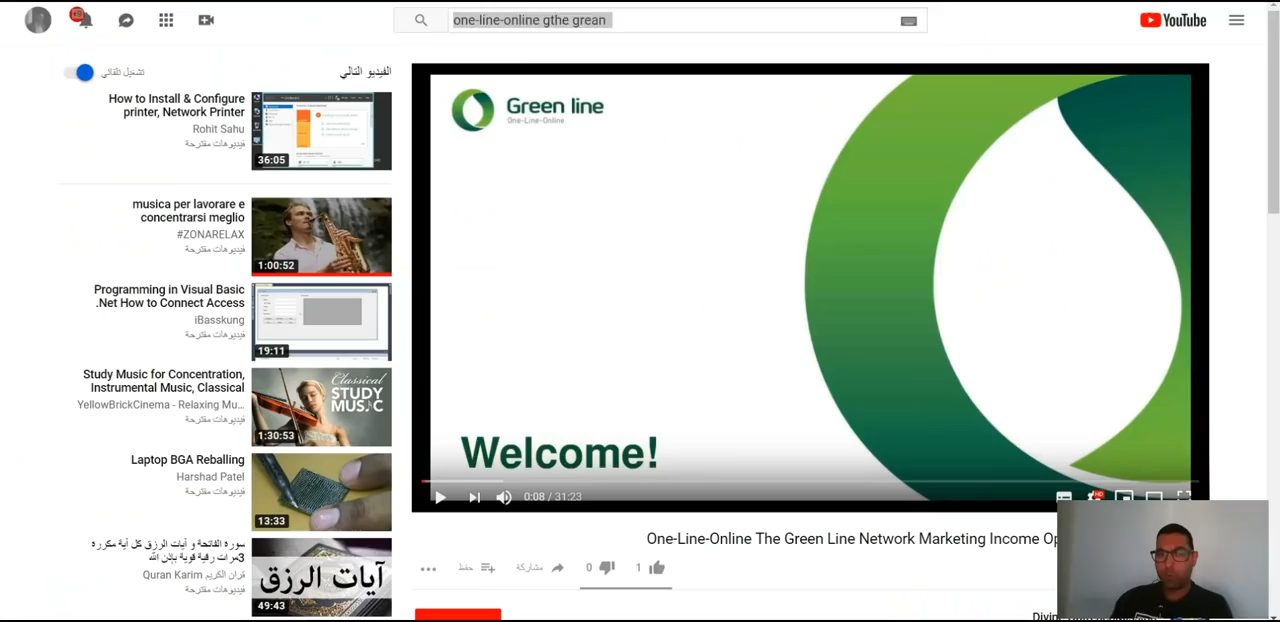 +9
one-line-online gthe grean
YouTube
تشغيل تلقائي
الفيديو التالي
How to Install & Configure
printer, Network Printer
Rohit Sahu
فيديوهات مقترحة
36:05
musica per lavorare e
concentrarsi meglio
#ZONARELAX
فيديوهات مقترحة
1:00:52
Programming in Visual Basic
.Net How to Connect Access
iBasskung
فيديوهات مقترحة
19:11
Study Music for Concentration,
Instrumental Music, Classical
YellowBrickCinema - Relaxing Mu...
فيديوهات مقترحة
Classical
STUDY
MUSIC
1:30:53
Laptop BGA Reballing
Harshad Patel
فيديوهات مقترحة
13:33
سورة الفاتحة و آيات الرزق كل آية مكررة
3مرات رقية قوية بإذن الله
قرآن الكريم Quran Karim
فيديوهات مقترحة
آيات الرزق
49:43
Green line
One-Line-Online
Welcome!
0:08 / 31:23
HD
One-Line-Online The Green Line Network Marketing Income Op
حفظ
مشاركة
0
1